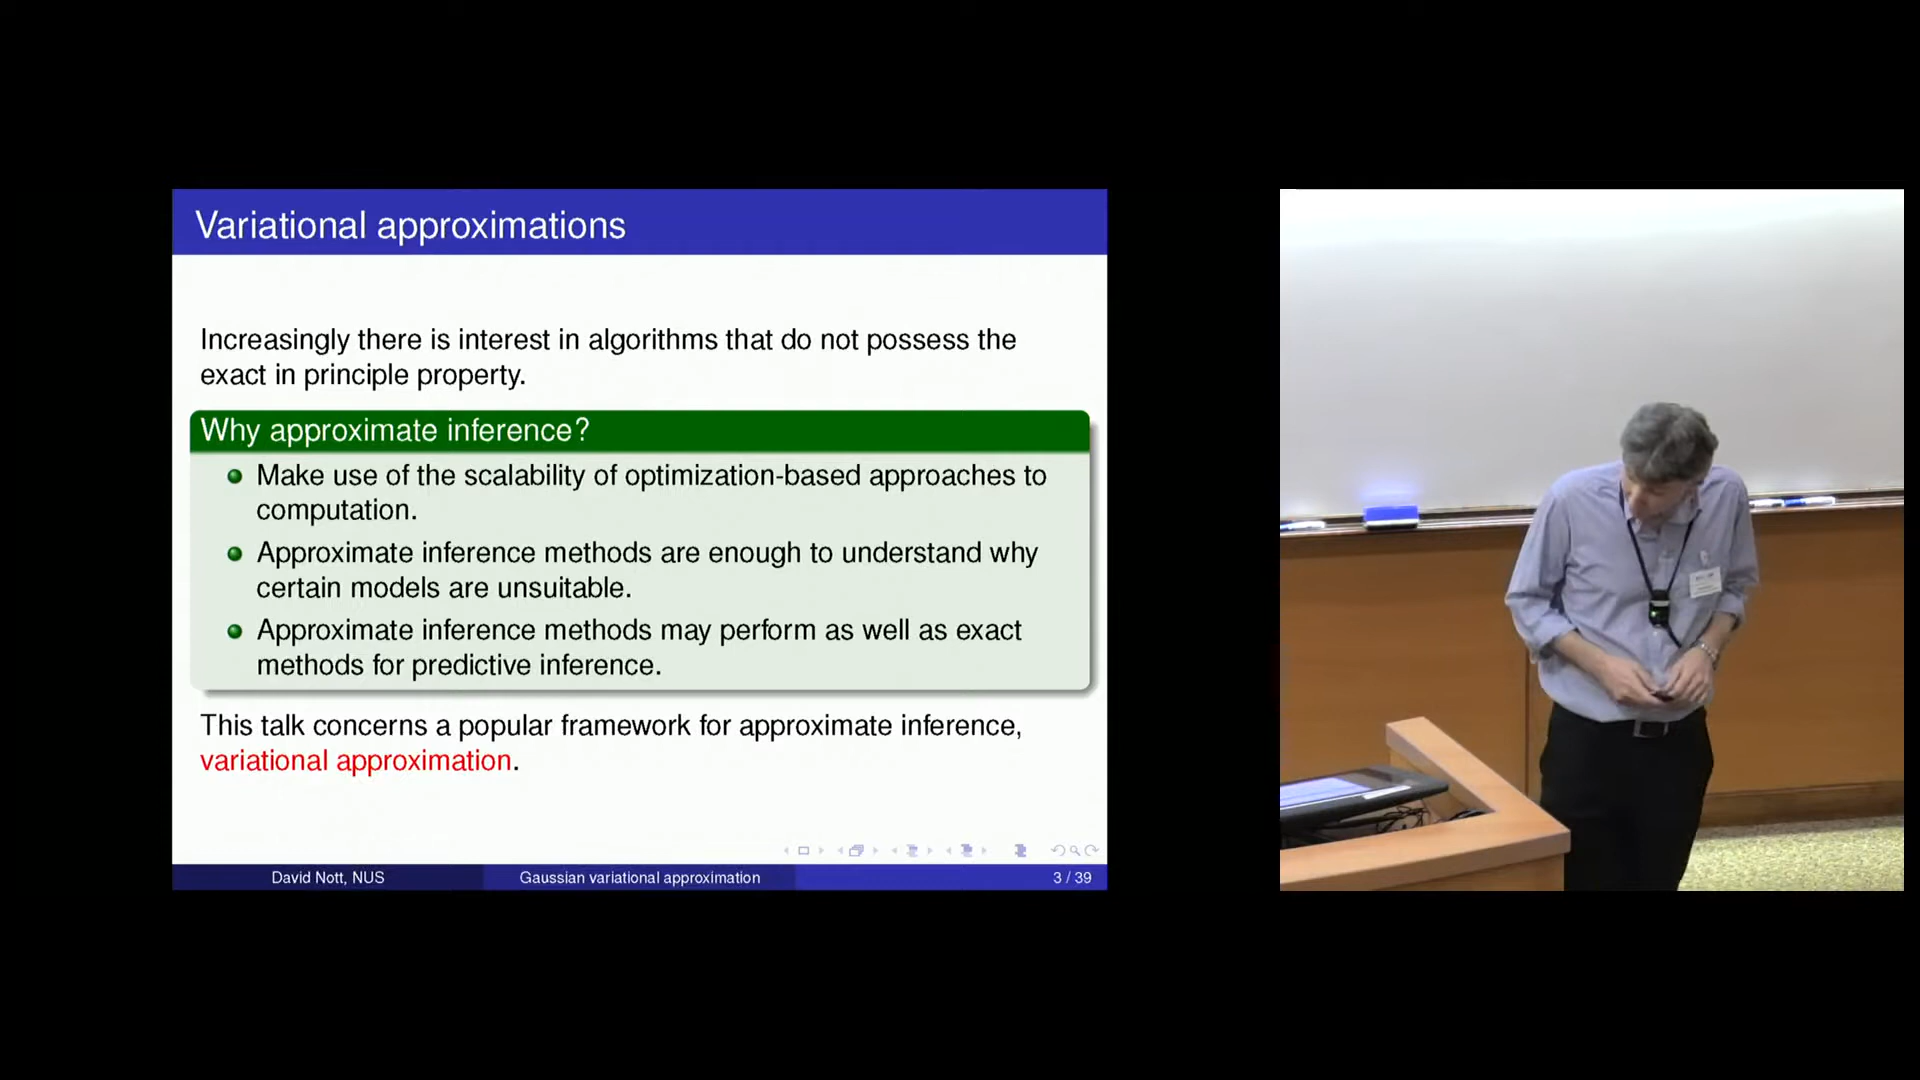 Variational approximations
Increasingly there is interest in algorithms that do not possess the
exact in principle property.
Why approximate inference?
Make use of the scalability of optimization-based approaches to
computation.
Approximate inference methods are enough to understand why
certain models are unsuitable.
Approximate inference methods may perform as well as exact
methods for predictive inference.
This talk concerns a popular framework for approximate inference,
variational approximation.
David Nott, NUS
Gaussian variational approximation
3 / 39